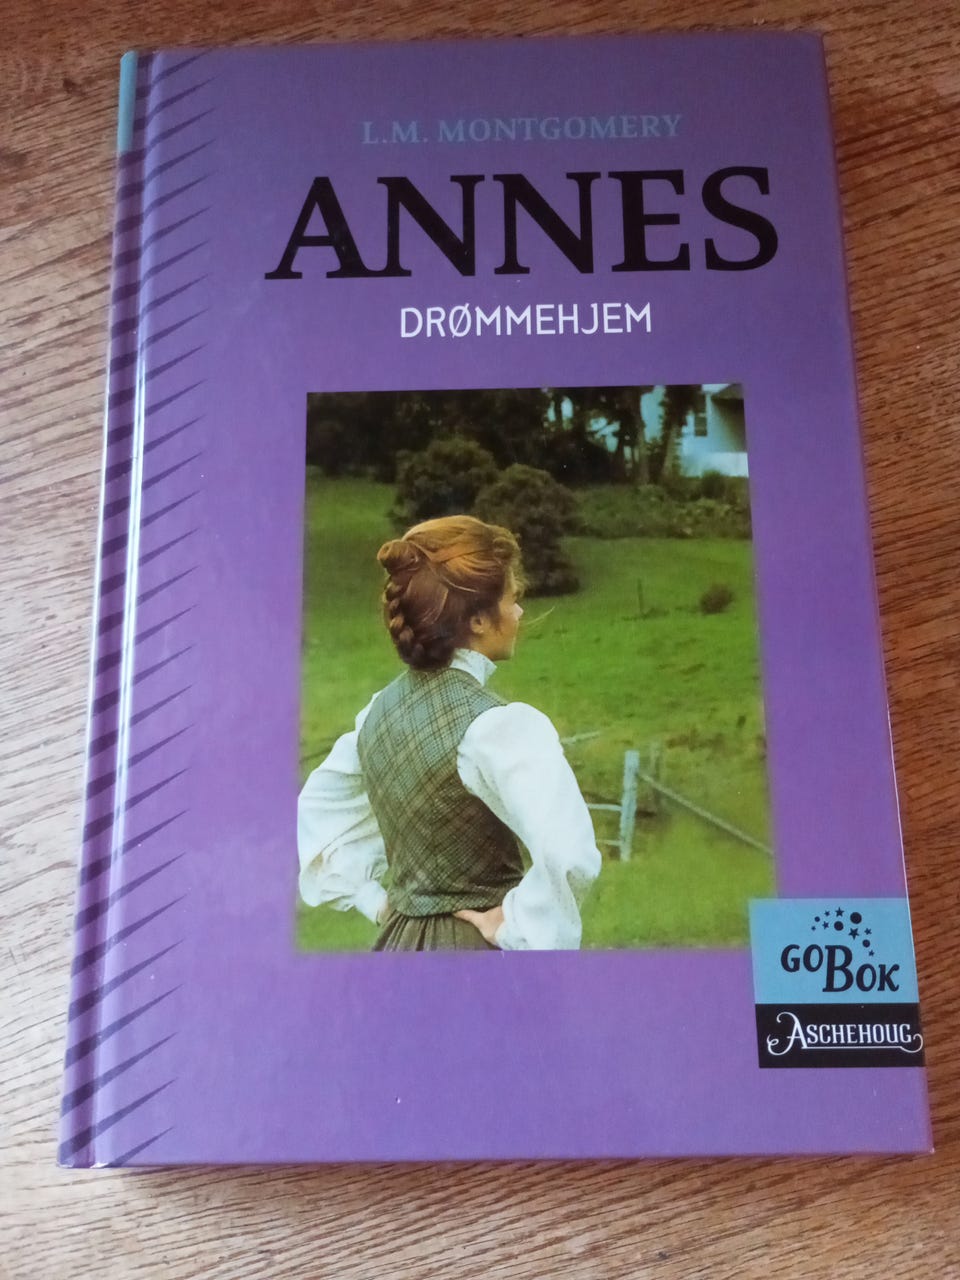 L.M. MONTGOMERY
ANNES
DRØMMEHJEM
GO BOK
ASCHEHOUG